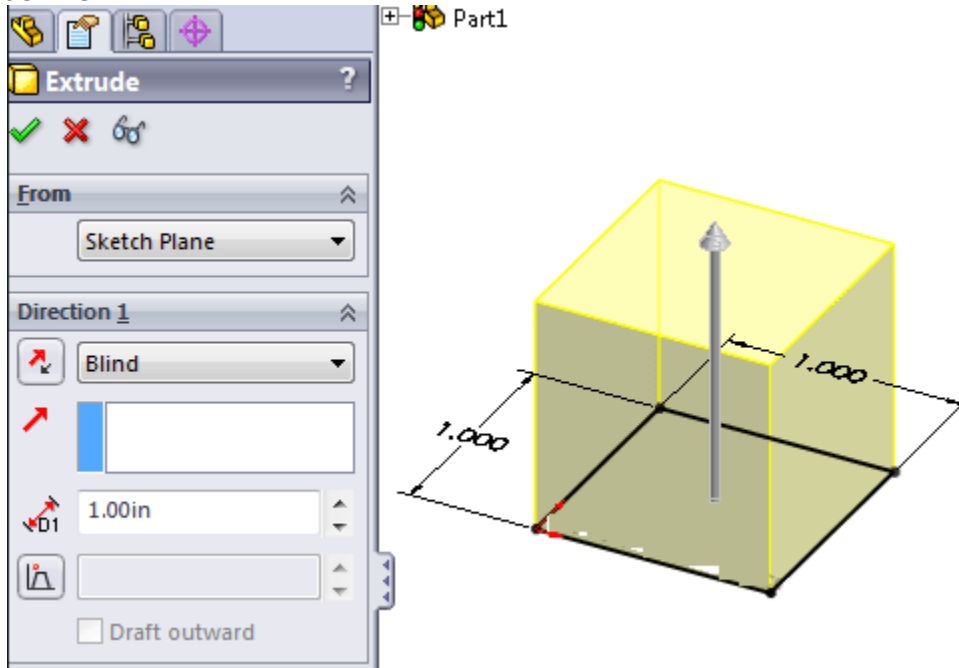 Part1
Extrude ?
From
Sketch Plane
Direction 1
Blind
D1 1.00in
Draft outward
1.000
1.000